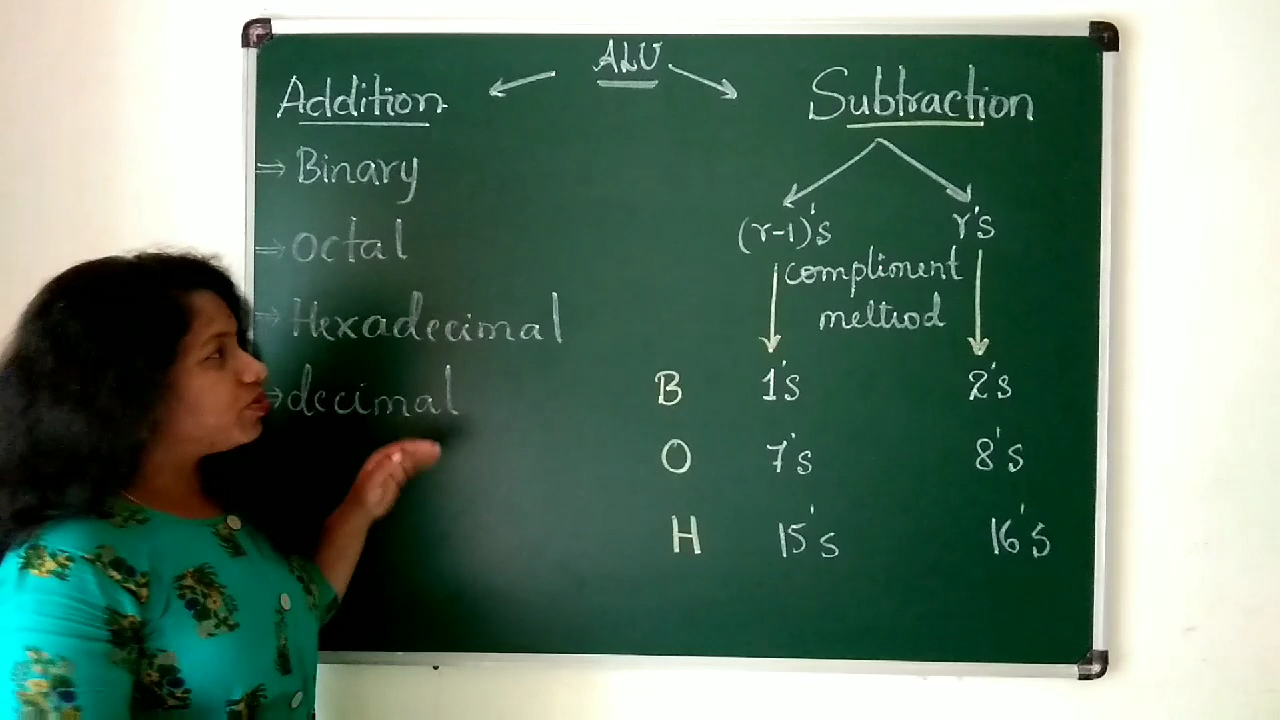 ALU
Addition
⇒ Binary
⇒ Octal
⇒ Hexadecimal
⇒ decimal
Subtraction
(r-1)'s r's
compliment
method
B 1's 2's
O 7's 8's
H 15's 16's